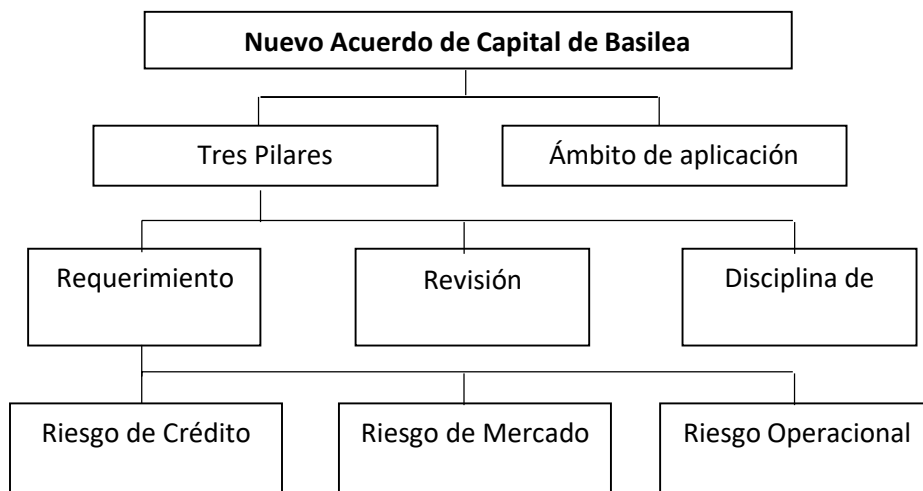 Nuevo Acuerdo de Capital de Basilea
Tres Pilares
Ámbito de aplicación
Requerimiento
Revisión
Disciplina de
Riesgo de Crédito
Riesgo de Mercado
Riesgo Operacional